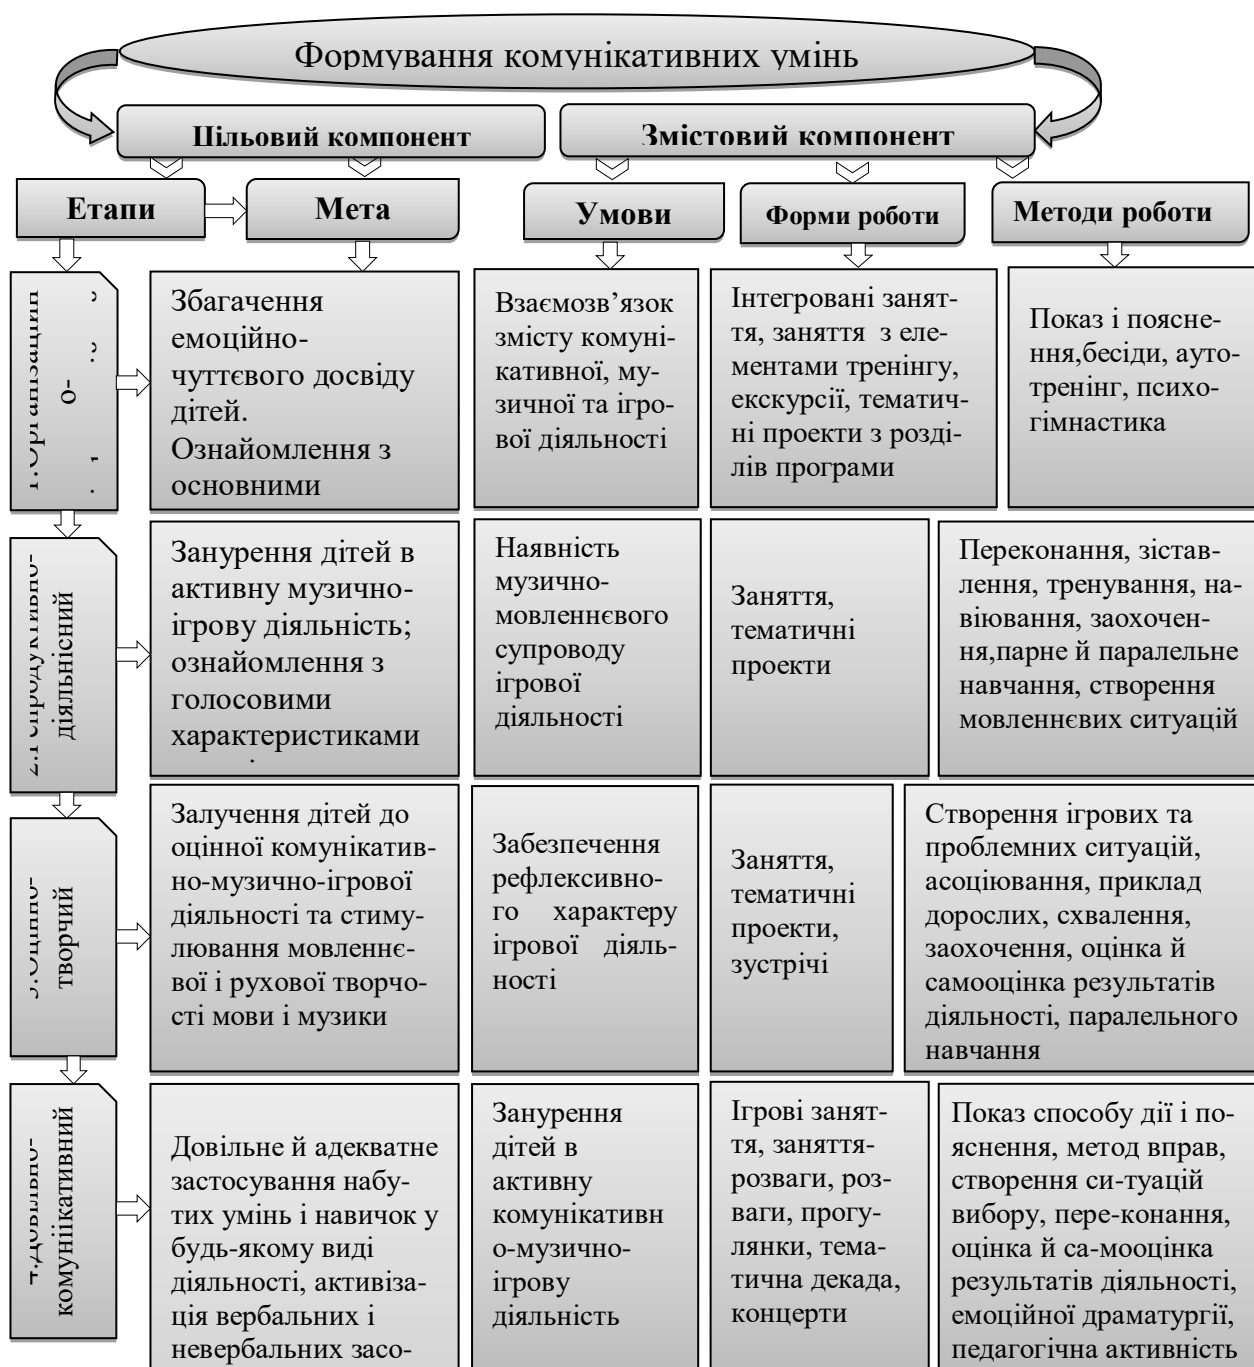 Формування комунікативних умінь
Цільовий компонент
Змістовий компонент
Етапи
Мета
Умови
Форми роботи
Методи роботи
1.Організацій
о-
Збагачення
емоційно-
чуттєвого досвіду
дітей.
Ознайомлення з
основними
Взаємозв’язок
змісту комуні-
кативної, му-
зичної та ігро-
вої діяльності
Інтегровані занят-
тя, заняття з еле-
ментами тренінгу,
екскурсії, тематич-
ні проекти з розді-
лів програми
Показ і поясне-
ння,бесіди, ауто-
тренінг, психо-
гімнастика
2.Репродуктивно-
діяльнісний
Занурення дітей в
активну музично-
ігрову діяльність;
ознайомлення з
голосовими
характеристиками
Наявність
музично-
мовленнєвого
супроводу
ігрової
діяльності
Заняття,
тематичні
проекти
Переконання, зістав-
лення, тренування, на-
віювання, заохочен-
ня,парне й паралельне
навчання, створення
мовленнєвих ситуацій
3.Оцінно-
творчий
Залучення дітей до
оцінної комунікатив-
но-музично-ігрової
діяльності та стиму-
лювання мовленнє-
вої і рухової творчо-
сті мови і музики
Забезпечення
рефлексивно-
го характеру
ігрової діяль-
ності
Заняття,
тематичні
проекти,
зустрічі
Створення ігрових та
проблемних ситуацій,
асоціювання, приклад
дорослих, схвалення,
заохочення, оцінка й
самооцінка результатів
діяльності, паралельного
навчання
4.Довільно-
комуніікативний
Довільне й адекватне
застосування набу-
тих умінь і навичок у
будь-якому виді
діяльності, активіза-
ція вербальних і
невербальних засо-
Занурення
дітей в
активну
комунікативн
о-музично-
ігрову
діяльність
Ігрові занят-
тя, заняття-
розваги, роз-
ваги, прогу-
лянки, тема-
тична декада,
концерти
Показ способу дії і по-
яснення, метод вправ,
створення си-туацій
вибору, пере-конання,
оцінка й са-мооцінка
результатів діяльності,
емоційної драматургії,
педагогічна активність